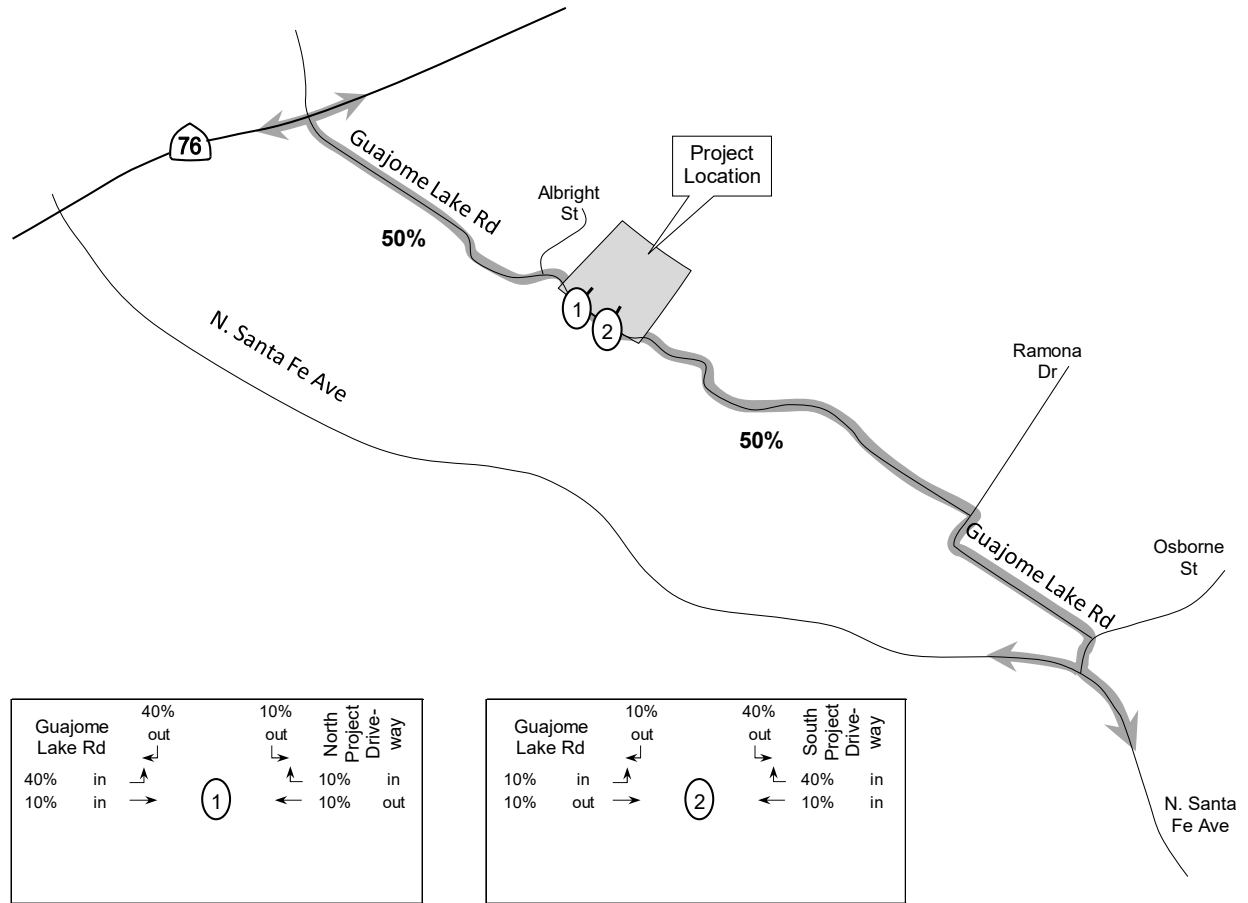 76
Guajome Lake Rd
50%
Albright
St
Project
Location
1
2
N. Santa Fe Ave
50%
Ramona
Dr
Guajome Lake Rd
Osborne
St
N. Santa
Fe Ave
Guajome
Lake Rd
40%
out
10%
out
North
Project
Drive-
way
40% in
10% in
1
10% in
10% out
Guajome
Lake Rd
10%
out
40%
out
South
Project
Drive-
way
10% in
10% out
2
40% in
10% in